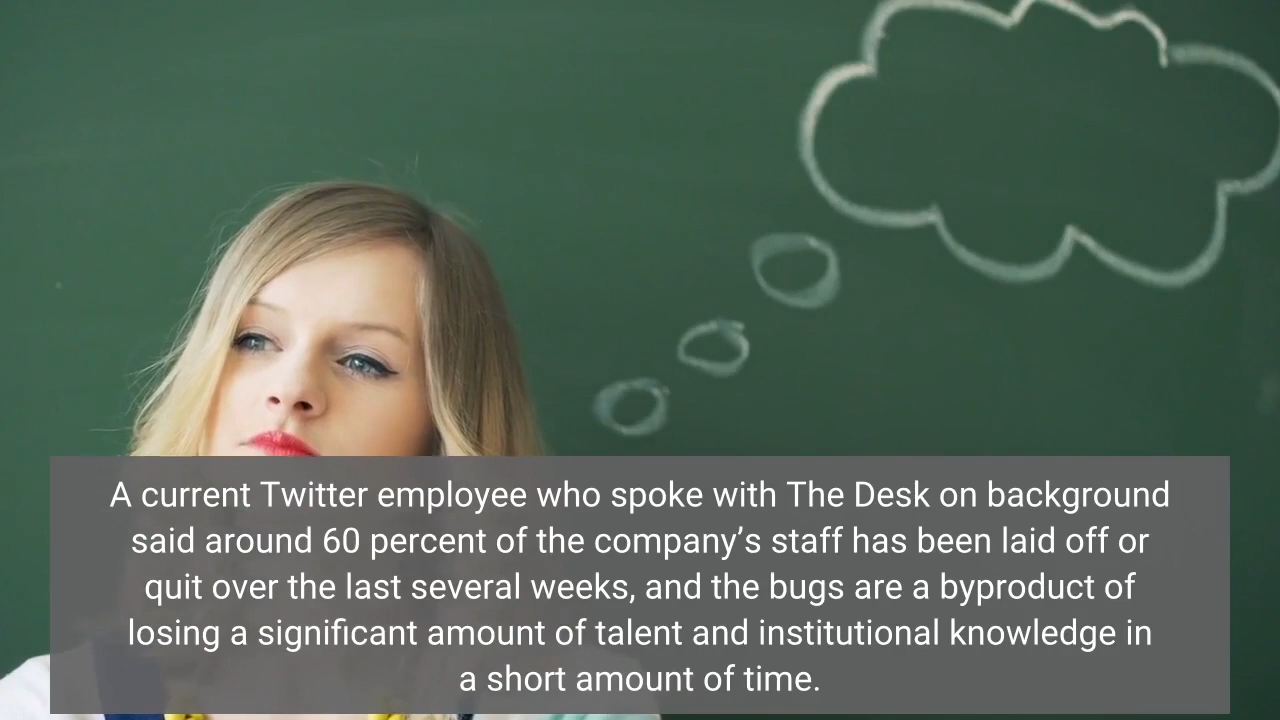 A current Twitter employee who spoke with The Desk on background
said around 60 percent of the company’s staff has been laid off or
quit over the last several weeks, and the bugs are a byproduct of
losing a significant amount of talent and institutional knowledge in
a short amount of time.